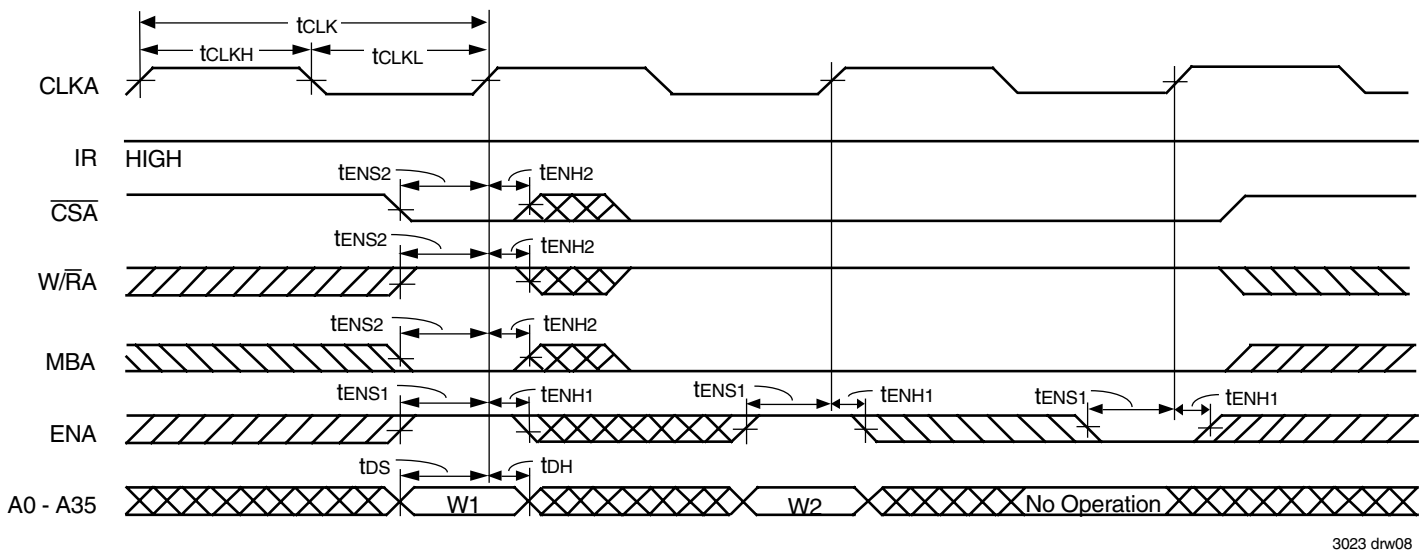 tCLK
tCLKH tCLKL
CLKA
IR HIGH
tENS2 tENH2
CSA
tENS2 tENH2
W/RA
tENS2 tENH2
MBA
tENS1 tENH1 tENS1 tENH1 tENS1 tENH1
ENA
tDS tDH
A0 - A35 W1 W2 No Operation
3023 drw08